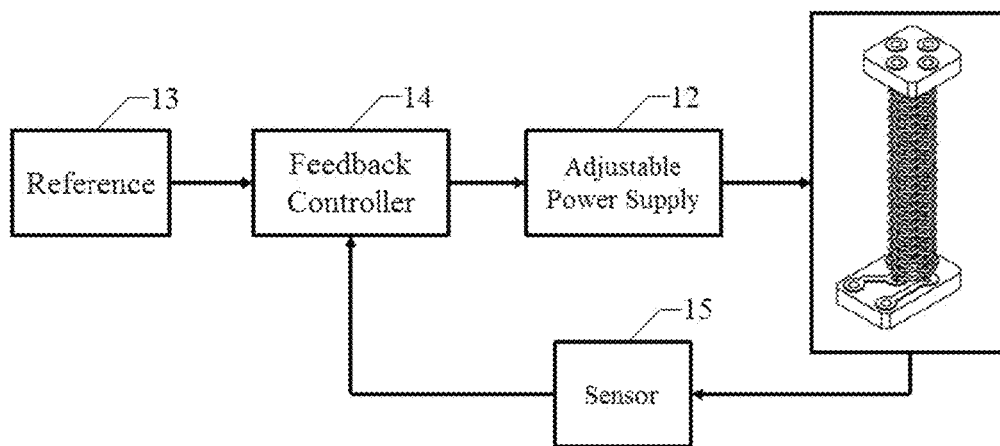 13
14
12
Reference
Feedback
Controller
Adjustable
Power Supply
15
Sensor